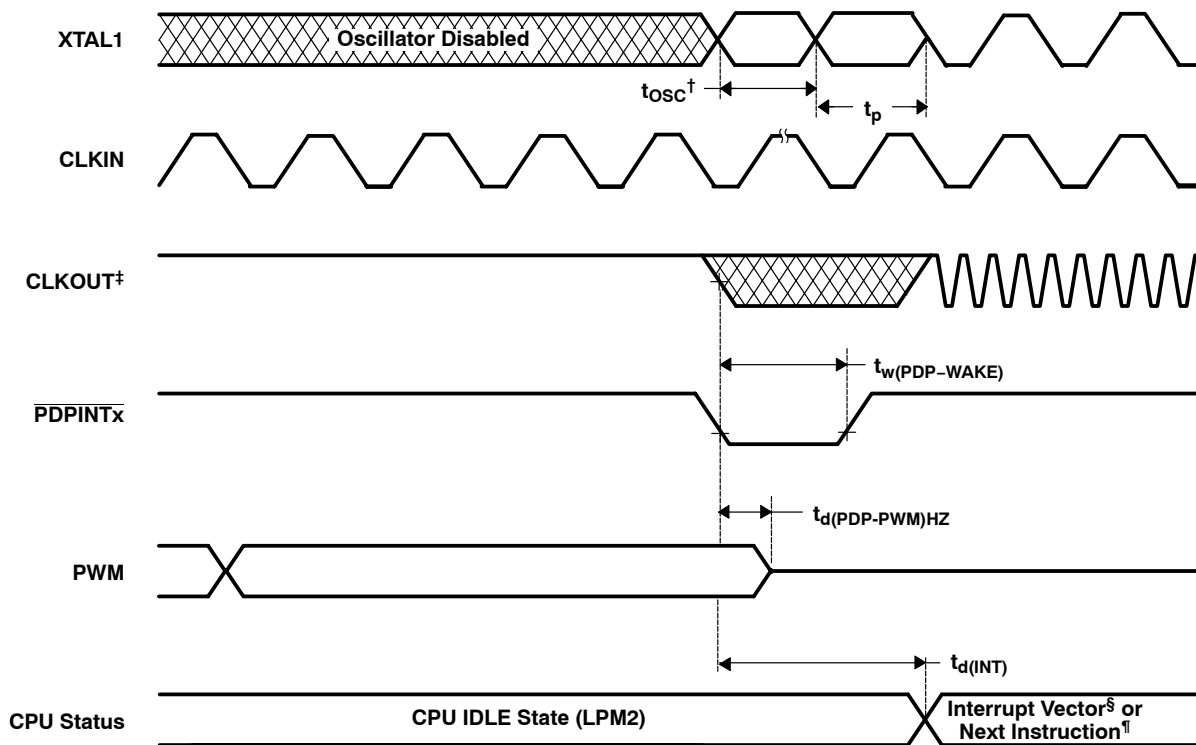 XTAL1
Oscillator Disabled
tOSC†
tp
CLKIN
CLKOUT‡
tw(PDP–WAKE)
PDPINTx
td(PDP-PWM)HZ
PWM
td(INT)
CPU Status
CPU IDLE State (LPM2)
Interrupt Vector§ or
Next Instruction¶